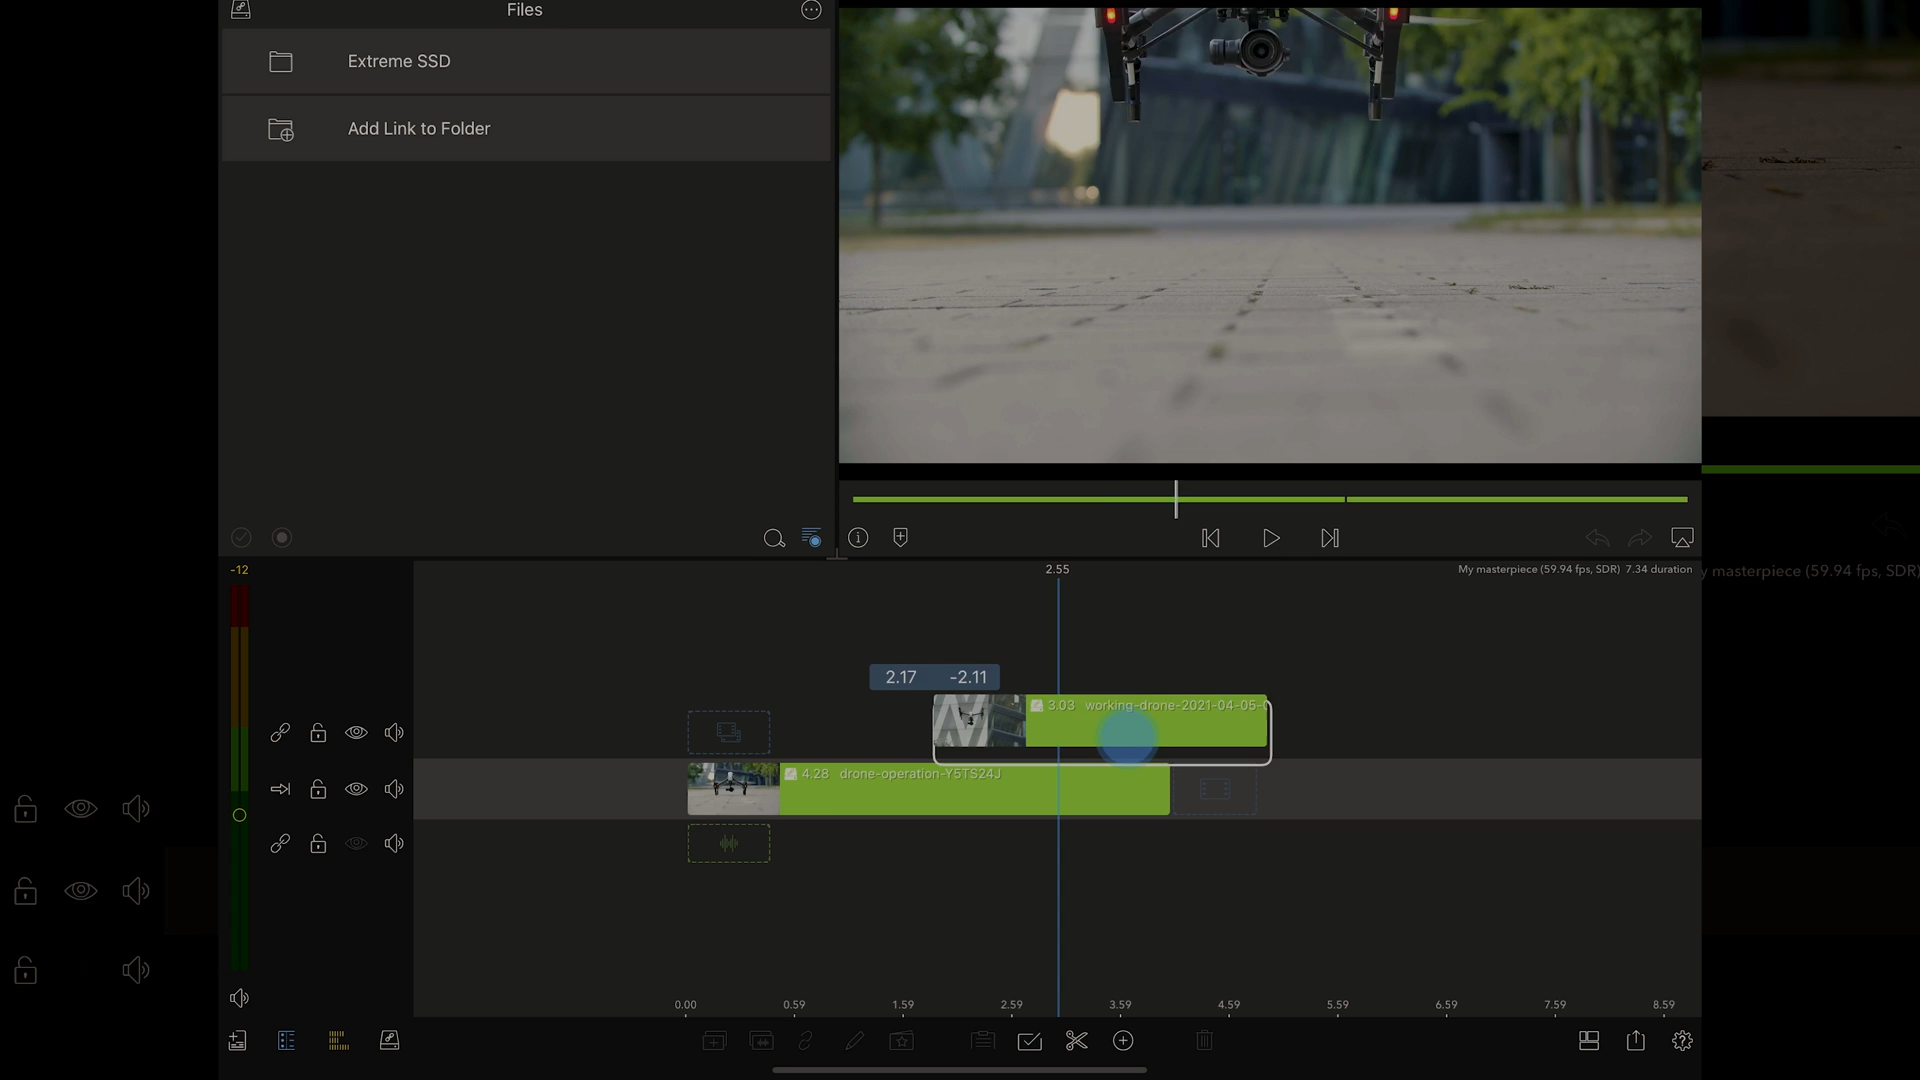 Files
Extreme SSD
Add Link to Folder
-12
2.55
My masterpiece (59.94 fps, SDR) 7.34 duration
y masterpiece (59.94 fps, SDR)
2.17 -2.11
3.03 working-drone-2021-04-05-
4.28 drone-operation-Y5TS24J
0.00 0.59 1.59 2.59 3.59 4.59 5.59 6.59 7.59 8.59